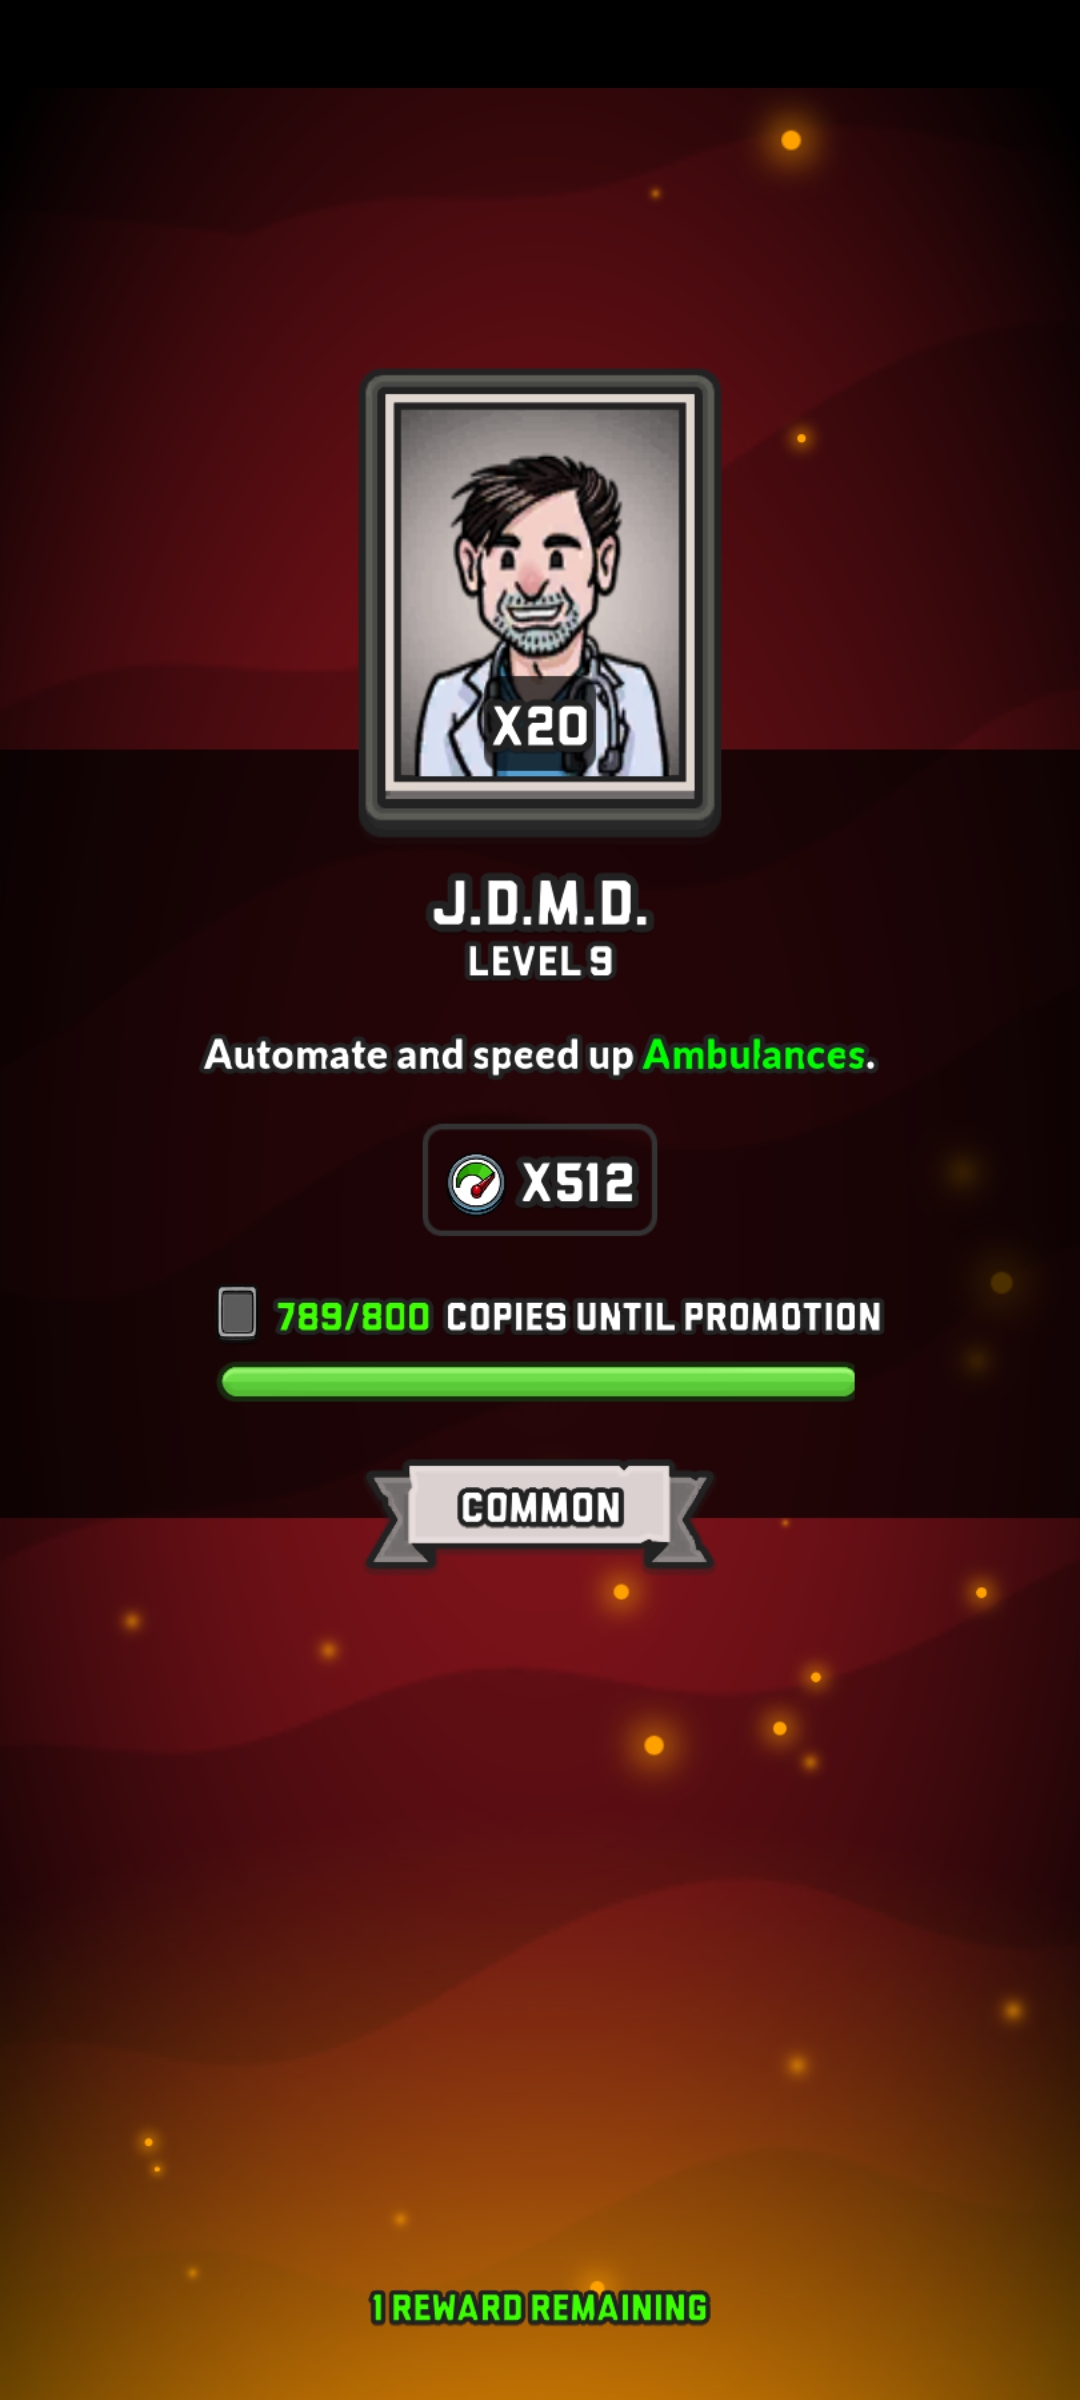 X20
J.D.M.D.
LEVEL 9
Automate and speed up Ambulances.
X512
789/800 COPIES UNTIL PROMOTION
COMMON
1 REWARD REMAINING